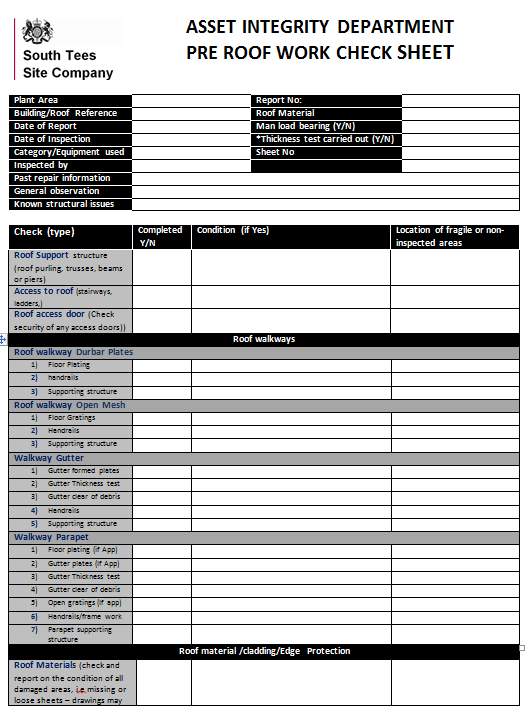 ASSET INTEGRITY DEPARTMENT
PRE ROOF WORK CHECK SHEET
South Tees
Site Company
Plant Area
Report No:
Building/Roof Reference
Roof Material
Date of Report
Man load bearing (Y/N)
Date of Inspection
*Thickness test carried out (Y/N)
Category/Equipment used
Sheet No
Inspected by
Past repair information
General observation
Known structural issues
Check (type)
Completed
Y/N
Condition (if Yes)
Location of fragile or non-
inspected areas
Roof Support structure
(roof purling, trusses, beams
or piers)
Access to roof (stairways,
ladders,)
Roof access door (Check
security of any access doors))
Roof walkways
Roof walkway Durbar Plates
1) Floor Plating
2) handrails
3) Supporting structure
Roof walkway Open Mesh
1) Floor Gratings
2) Handrails
3) Supporting structure
Walkway Gutter
1) Gutter formed plates
2) Gutter Thickness test
3) Gutter clear of debris
4) Handrails
5) Supporting structure
Walkway Parapet
1) Floor plating (if App)
2) Gutter plates (if App)
3) Gutter Thickness test
4) Gutter clear of debris
5) Open gratings (if app)
6) Handrails/frame work
7) Parapet supporting
structure
Roof material /cladding/Edge Protection
Roof Materials (check and
report on the condition of all
damaged areas, i.e, missing or
loose sheets – drawings may